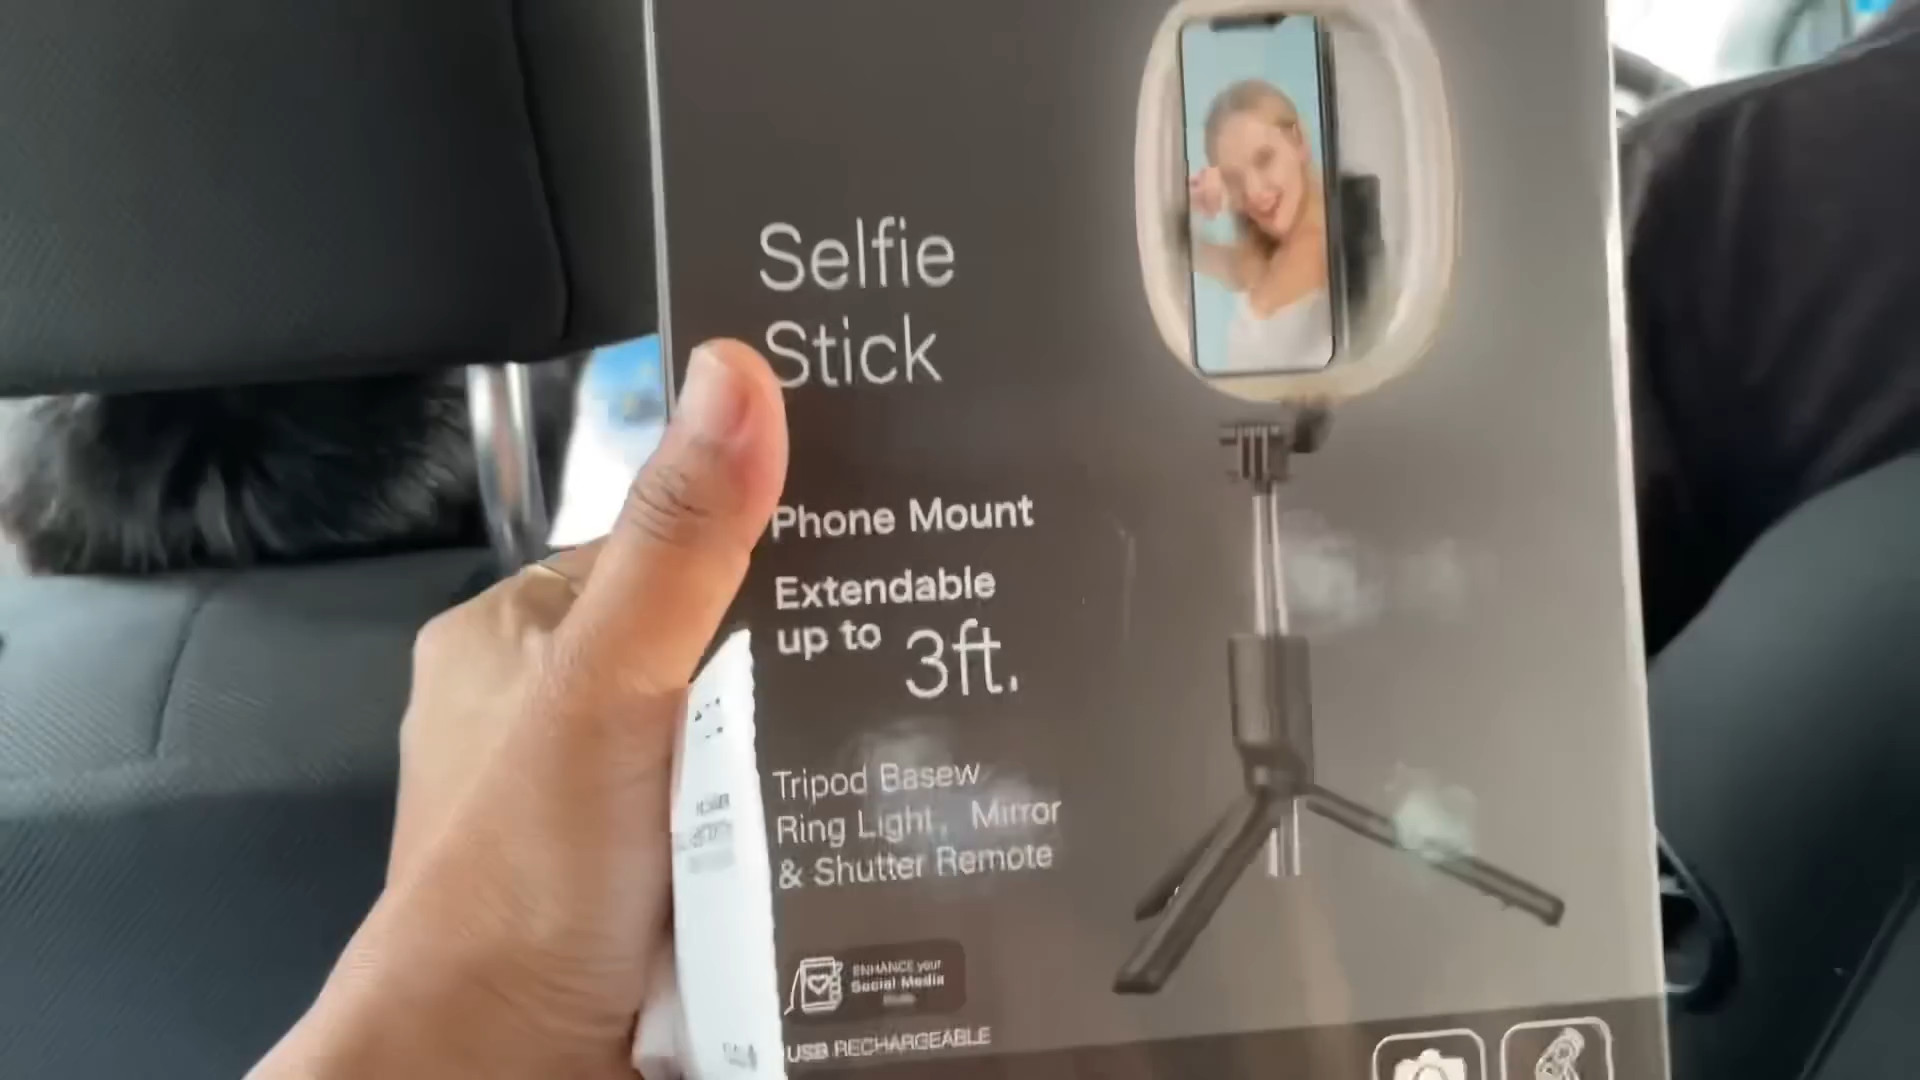 Selfie
Stick
Phone Mount
Extendable
up to 3ft.
Tripod Basew
Ring Light, Mirror
& Shutter Remote
ENHANCE your
Social Media
USB RECHARGEABLE